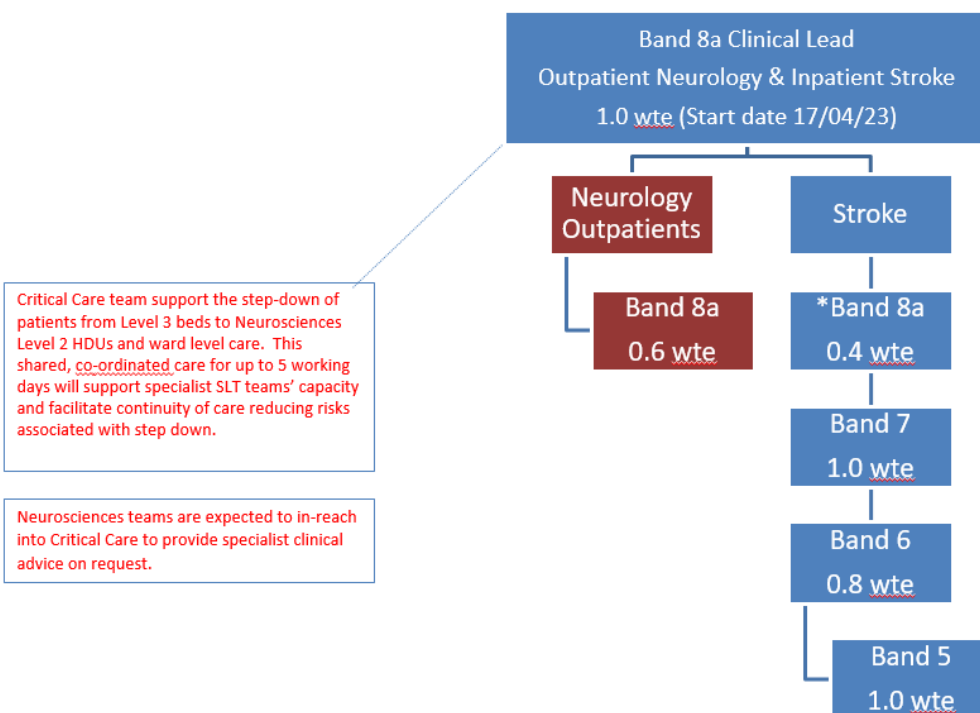 Band 8a Clinical Lead
Outpatient Neurology & Inpatient Stroke
1.0 wte (Start date 17/04/23)
Neurology
Outpatients
Stroke
Band 8a
0.6 wte
*Band 8a
0.4 wte
Band 7
1.0 wte
Band 6
0.8 wte
Band 5
1.0 wte
Critical Care team support the step-down of
patients from Level 3 beds to Neurosciences
Level 2 HDUs and ward level care. This
shared, co-ordinated care for up to 5 working
days will support specialist SLT teams’ capacity
and facilitate continuity of care reducing risks
associated with step down.
Neurosciences teams are expected to in-reach
into Critical Care to provide specialist clinical
advice on request.